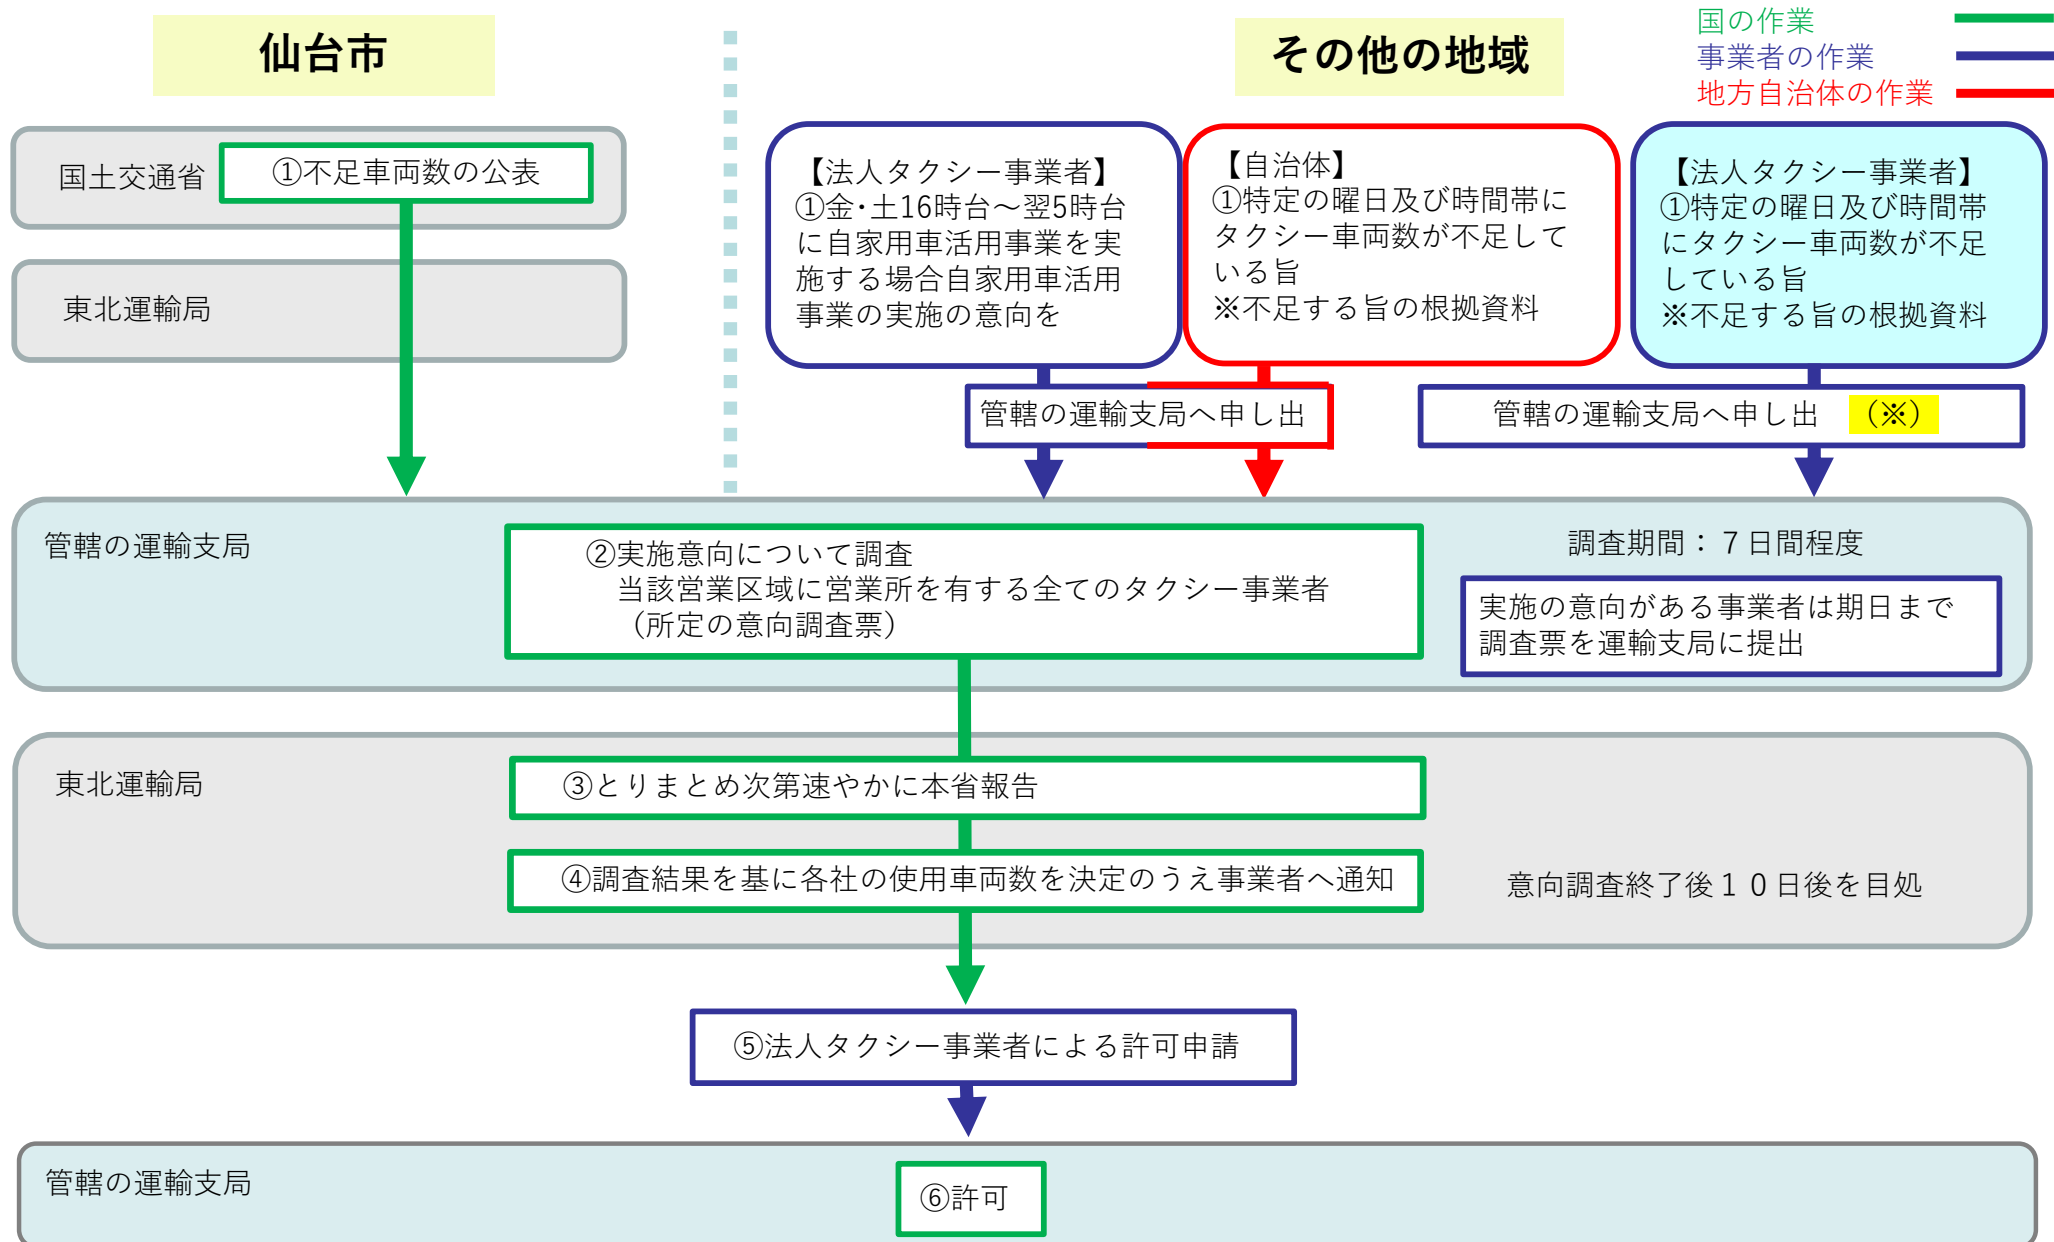 仙台市
その他の地域
国の作業
事業者の作業
地方自治体の作業
国土交通省
①不足車両数の公表
東北運輸局
【法人タクシー事業者】
①金・土16時台～翌5時台
に自家用車活用事業を実
施する場合自家用車活用
事業の実施の意向を
【自治体】
①特定の曜日及び時間帯に
タクシー車両数が不足して
いる旨
※不足する旨の根拠資料
【法人タクシー事業者】
①特定の曜日及び時間帯
にタクシー車両数が不足
している旨
※不足する旨の根拠資料
管轄の運輸支局へ申し出
管轄の運輸支局へ申し出 （※）
管轄の運輸支局
②実施意向について調査
当該営業区域に営業所を有する全てのタクシー事業者
（所定の意向調査票）
調査期間：７日間程度
実施の意向がある事業者は期日まで
調査票を運輸支局に提出
東北運輸局
③とりまとめ次第速やかに本省報告
④調査結果を基に各社の使用車両数を決定のうえ事業者へ通知
意向調査終了後１０日後を目処
⑤法人タクシー事業者による許可申請
管轄の運輸支局
⑥許可